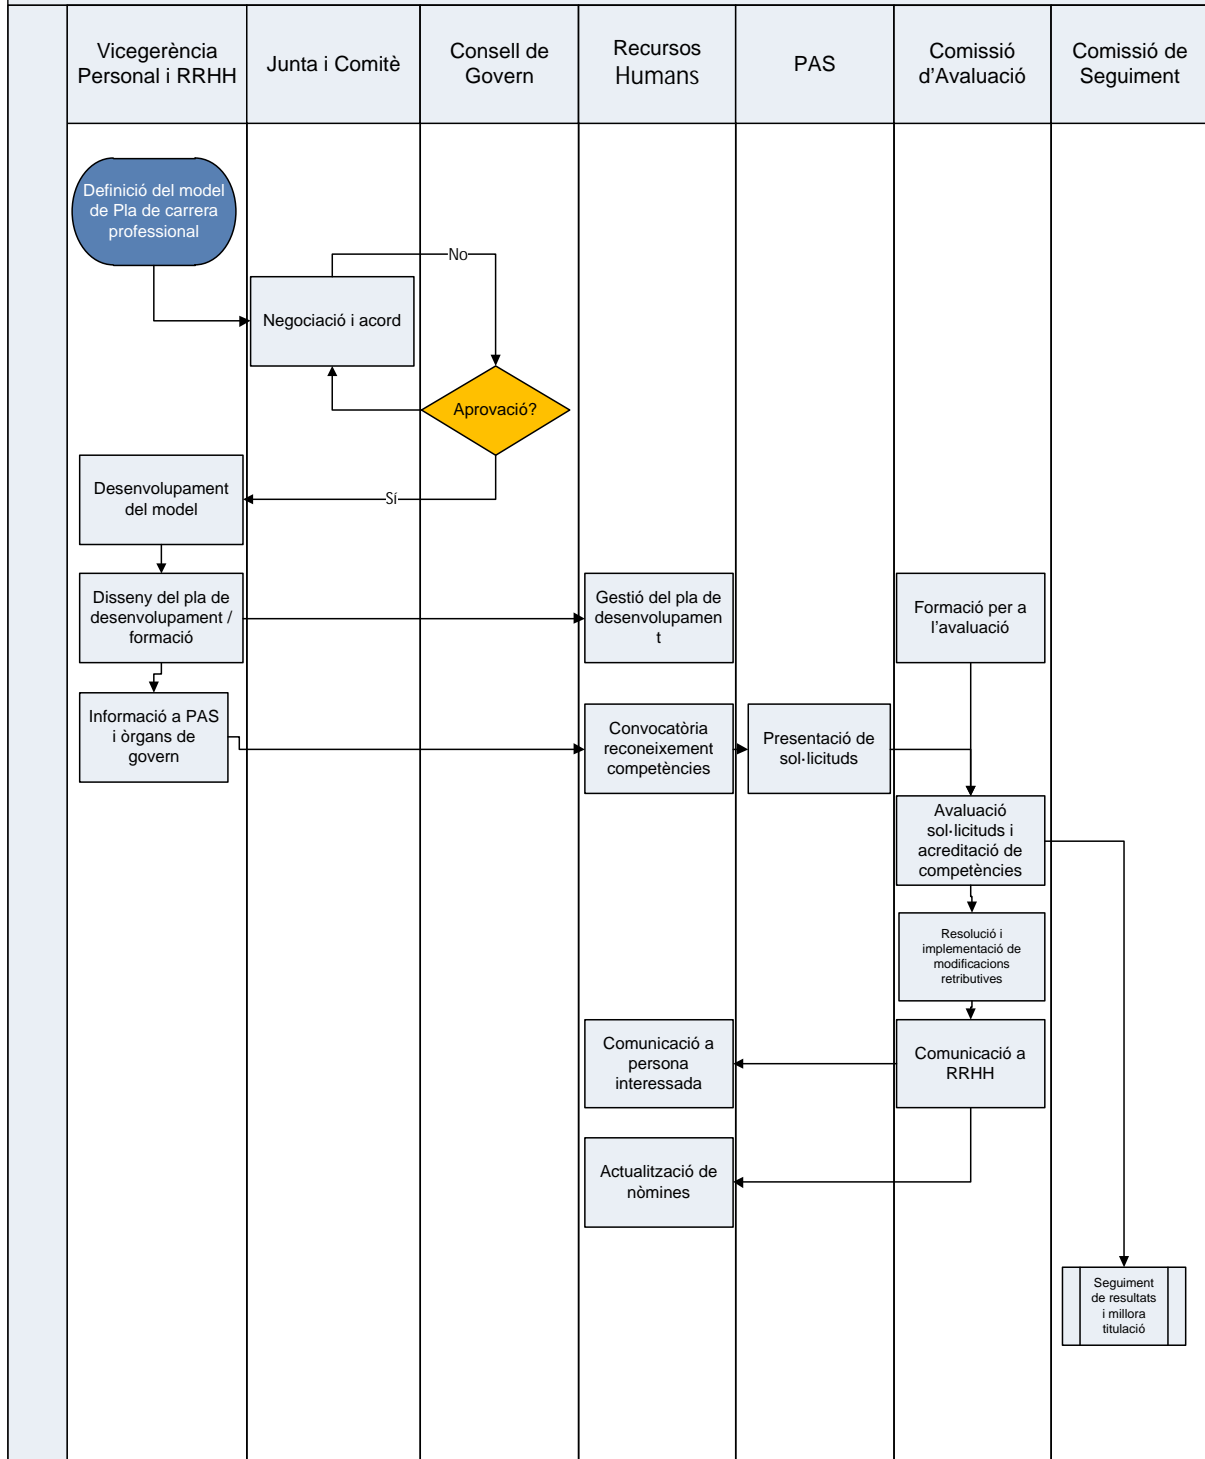 Vicegerència
Personal i RRHH
Junta i Comitè
Consell de
Govern
Recursos
Humans
PAS
Comissió
d'Avaluació
Comissió de
Seguiment
Definició del model
de Pla de carrera
professional
No
Negociació i acord
Aprovació?
Desenvolupament
del model
Sí
Disseny del pla de
desenvolupament /
formació
Gestió del pla de
desenvolupamen
t
Formació per a
l'avaluació
Informació a PAS
i òrgans de
govern
Convocatòria
reconeixement
competències
Presentació de
sol·licituds
Avaluació
sol·licituds i
acreditació de
competències
Resolució i
implementació de
modificacions
retributives
Comunicació a
persona
interessada
Comunicació a
RRHH
Actualització de
nòmines
Seguiment
de resultats
i millora
titulació